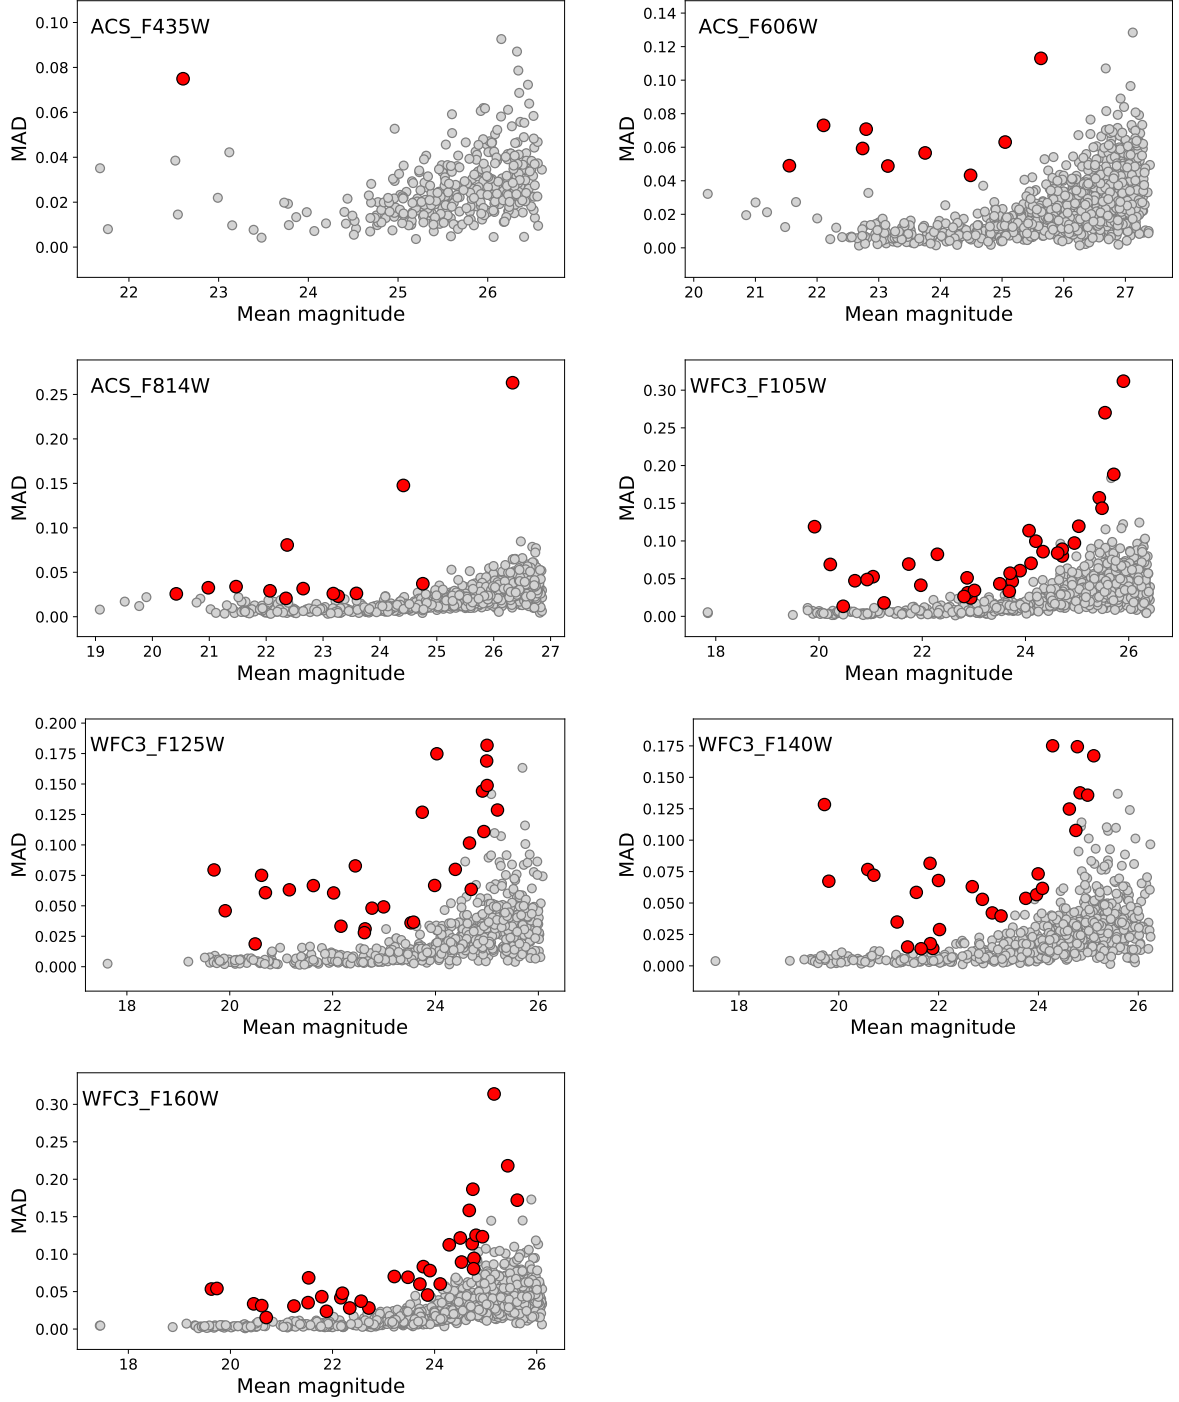 ACS_F435W
MAD
0.10
0.08
0.06
0.04
0.02
0.00
22 23 24 25 26
Mean magnitude
ACS_F606W
MAD
0.14
0.12
0.10
0.08
0.06
0.04
0.02
0.00
20 21 22 23 24 25 26 27
Mean magnitude
ACS_F814W
MAD
0.25
0.20
0.15
0.10
0.05
0.00
19 20 21 22 23 24 25 26 27
Mean magnitude
WFC3_F105W
MAD
0.30
0.25
0.20
0.15
0.10
0.05
0.00
18 20 22 24 26
Mean magnitude
WFC3_F125W
MAD
0.200
0.175
0.150
0.125
0.100
0.075
0.050
0.025
0.000
18 20 22 24 26
Mean magnitude
WFC3_F140W
MAD
0.175
0.150
0.125
0.100
0.075
0.050
0.025
0.000
18 20 22 24 26
Mean magnitude
WFC3_F160W
MAD
0.30
0.25
0.20
0.15
0.10
0.05
0.00
18 20 22 24 26
Mean magnitude